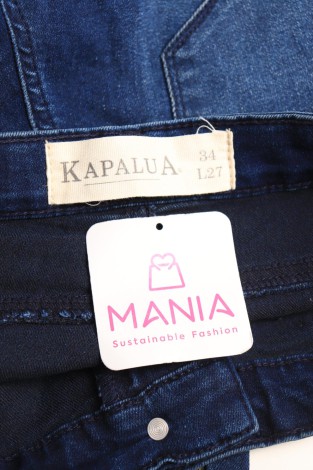 KAPALUA
34
L27
MANIA
Sustainable Fashion